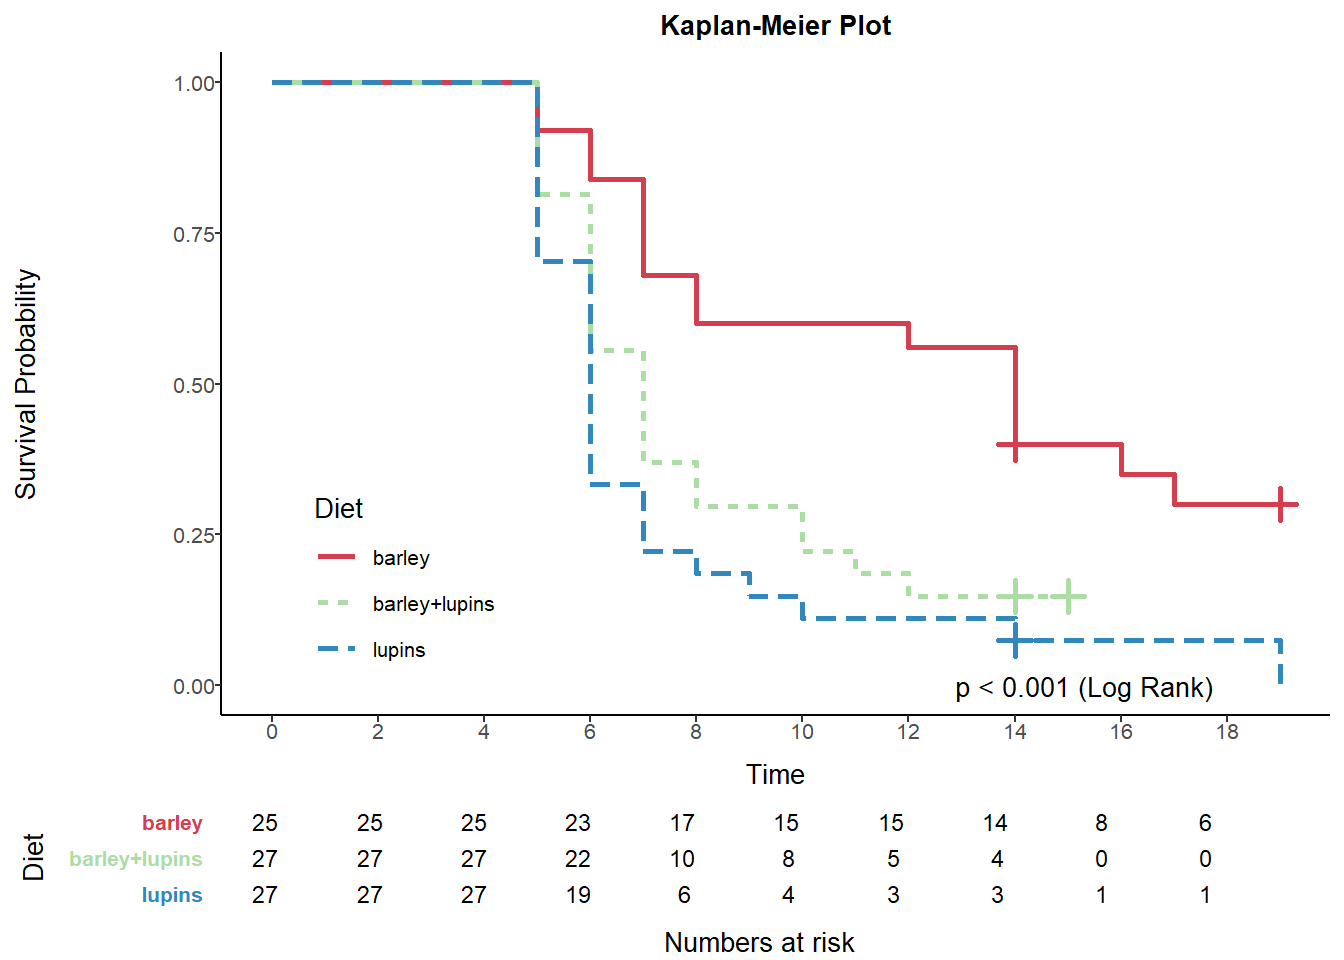 Kaplan-Meier Plot
Survival Probability
1.00
0.75
0.50
0.25
0.00
Diet
barley
barley+lupins
lupins
p < 0.001 (Log Rank)
0 2 4 6 8 10 12 14 16 18
Time
Diet
barley 25 25 25 23 17 15 15 14 8 6
barley+lupins 27 27 27 22 10 8 5 4 0 0
lupins 27 27 27 19 6 4 3 3 1 1
Numbers at risk